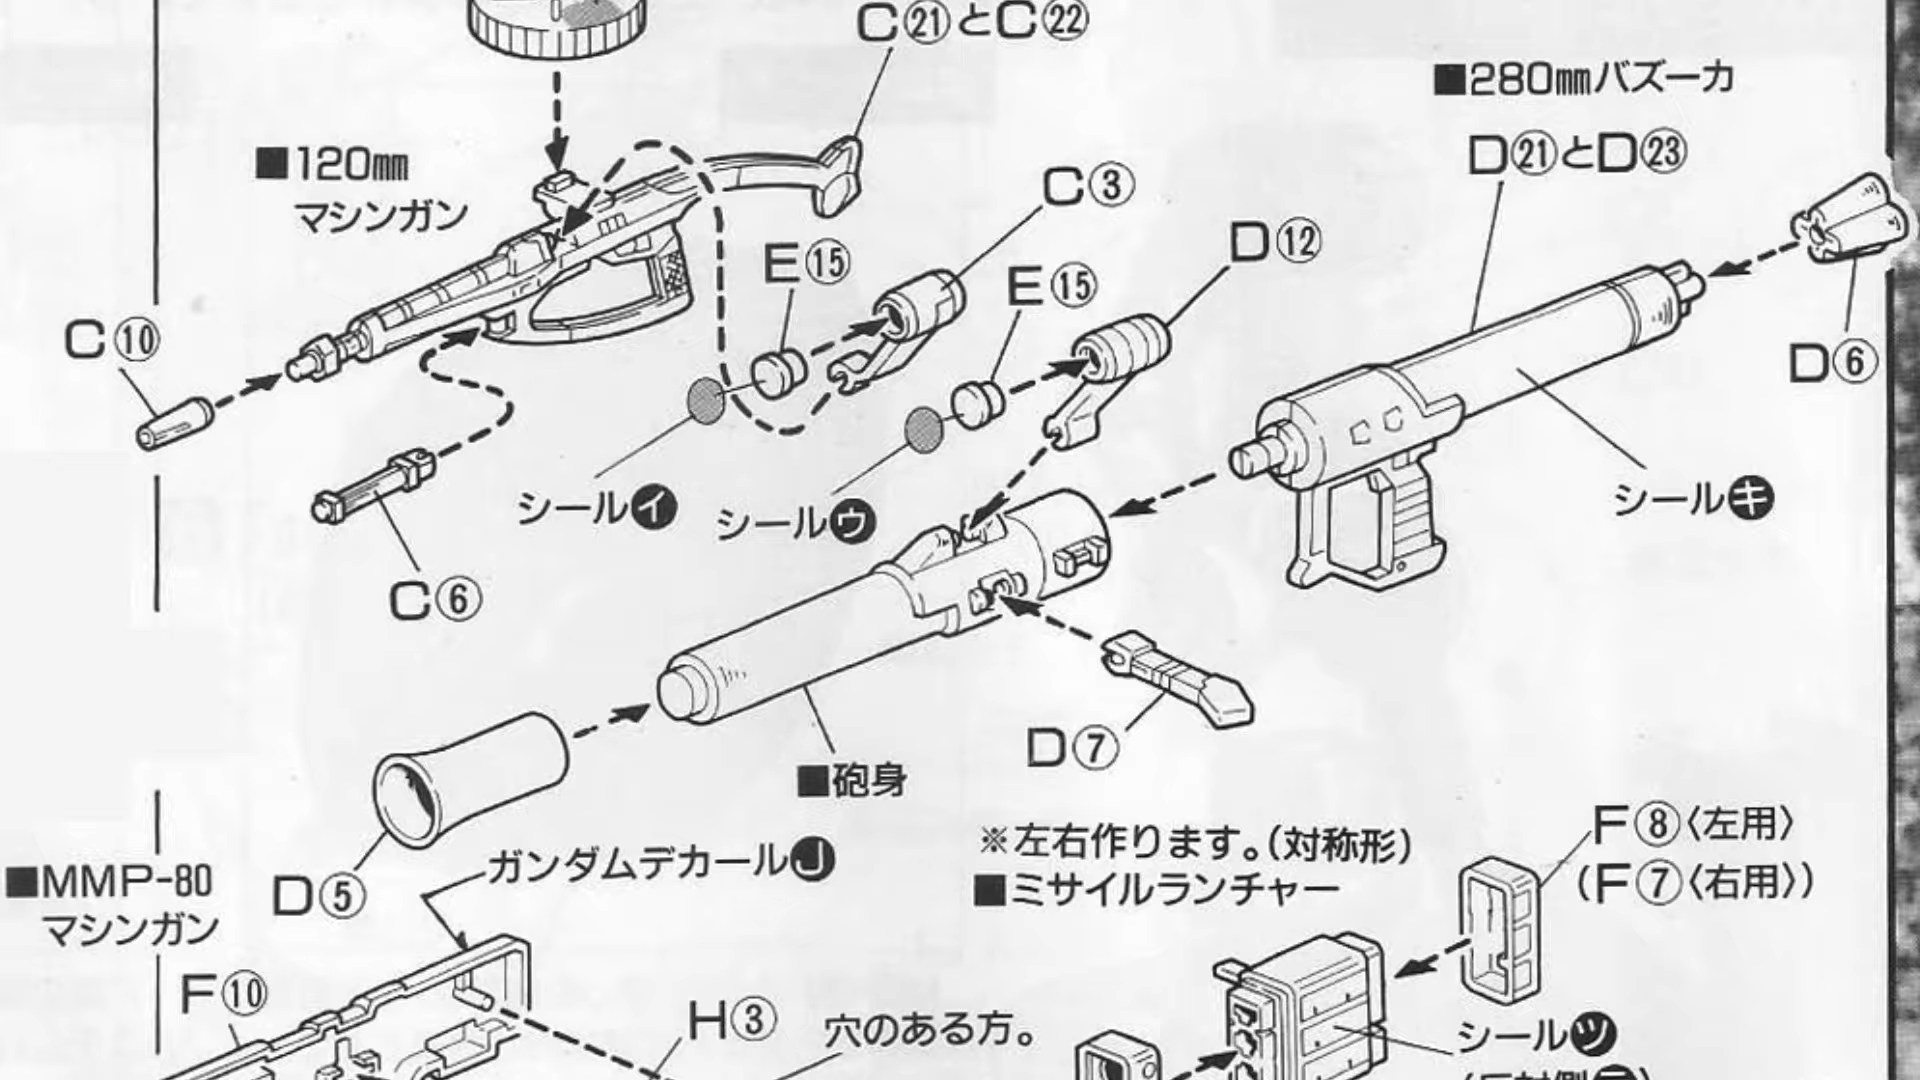 C㉑とC㉒
■280㎜バズーカ
D㉑とD㉓
■120㎜
マシンガン
C③
D⑫
E⑮
E⑮
C⑩
D⑥
シール🅘イ
シールウ
シールキ
C⑥
D⑦
■砲身
D⑤
ガンダムデカール🅙
■MMP-80
マシンガン
※左右作ります。(対称形)
■ミサイルランチャー
F⑧〈左用〉
(F⑦〈右用〉)
F⑩
H③
穴のある方。
シールツ